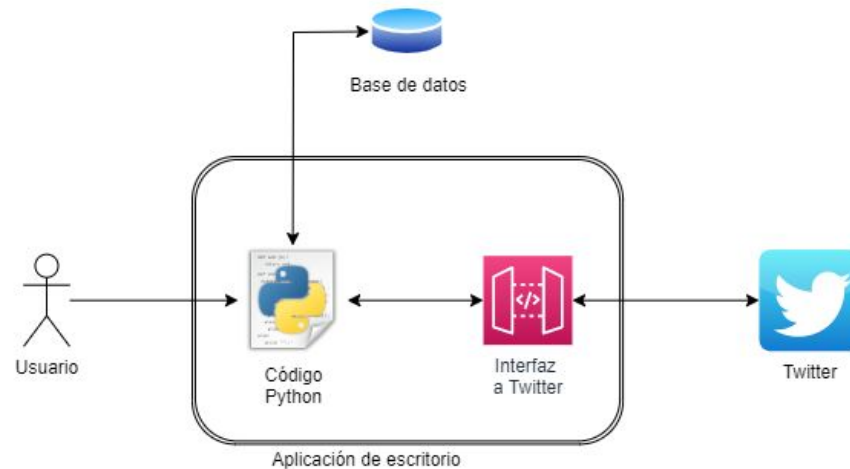 Base de datos
Usuario
Código
Python
Interfaz
a Twitter
Twitter
Aplicación de escritorio